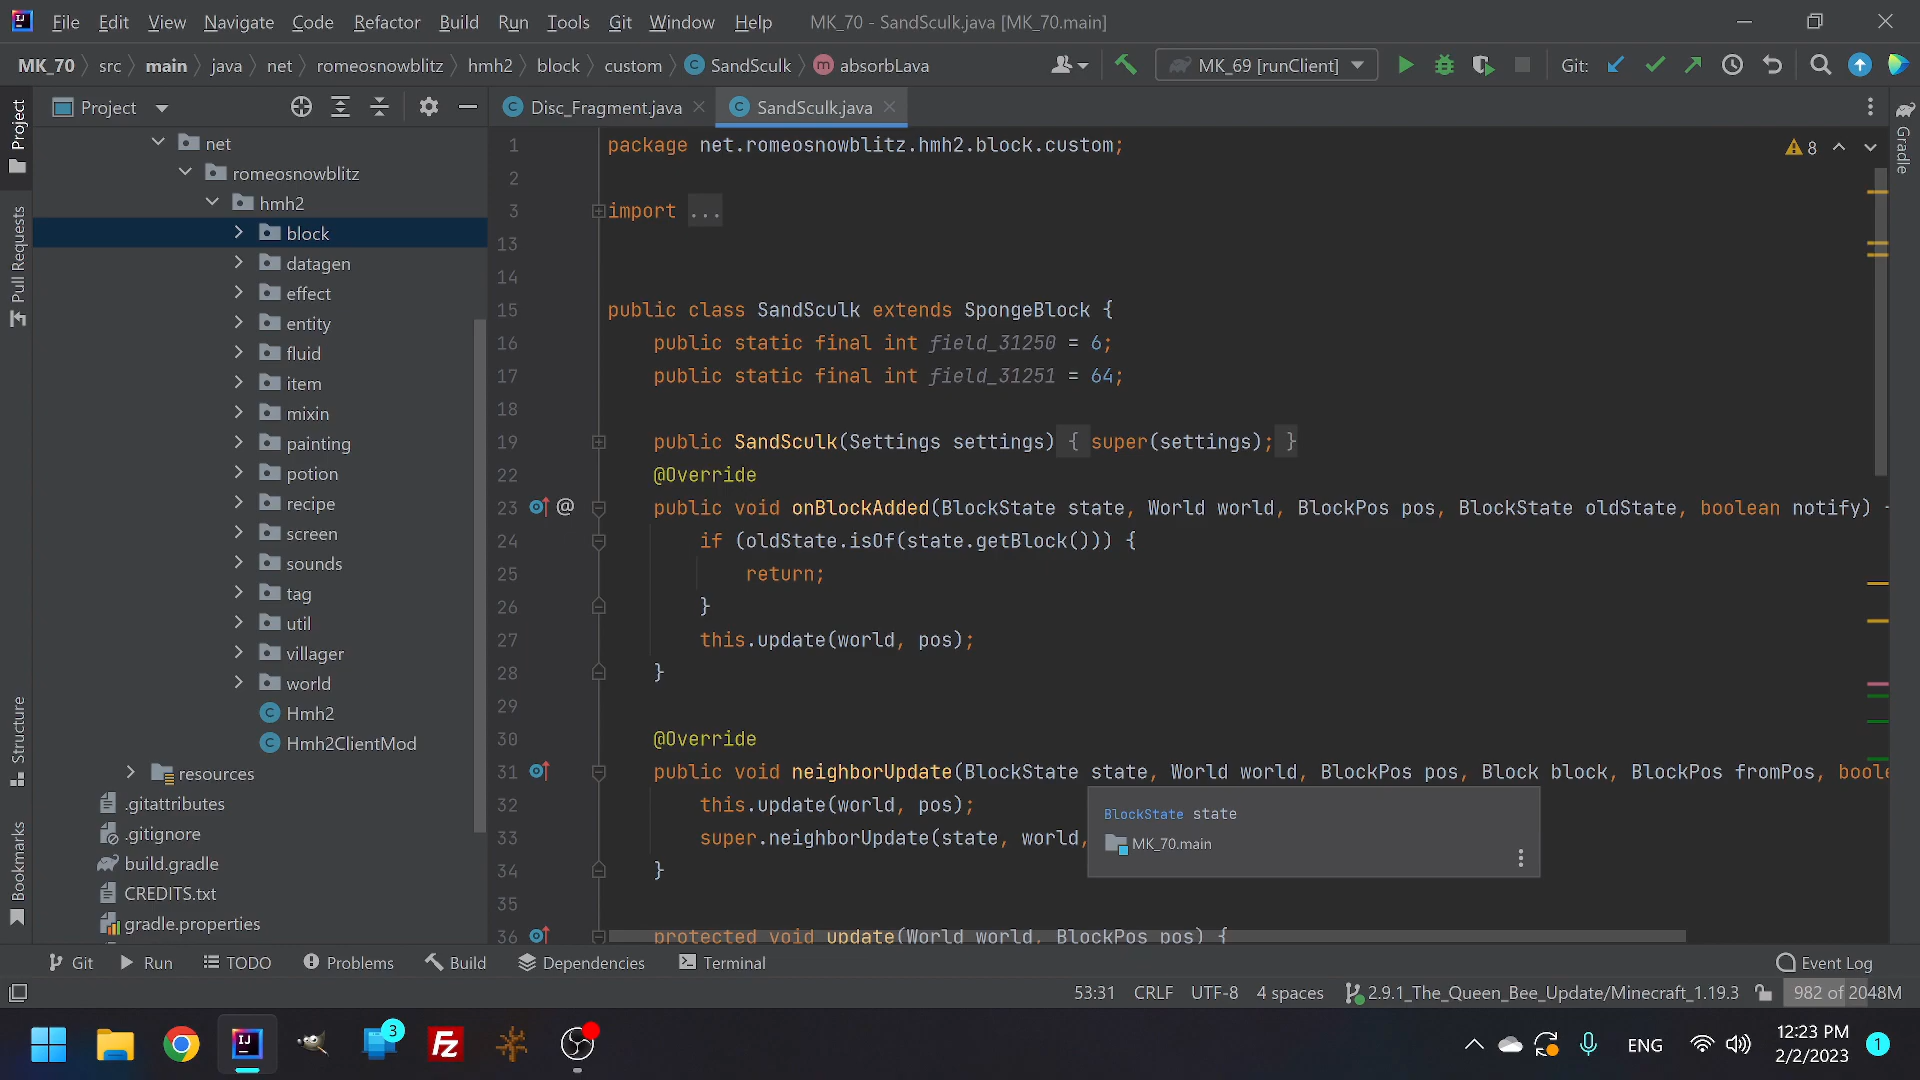 File Edit View Navigate Code Refactor Build Run Tools Git Window Help MK_70 - SandSculk.java [MK_70.main]
MK_70 src main java net romeosnowblitz hmh2 block custom SandSculk absorbLava MK_69 [runClient] Git:
Project
Disc_Fragment.java SandSculk.java
Project
Pull Requests
Structure
Bookmarks
Gradle
net
romeosnowblitz
hmh2
block
datagen
effect
entity
fluid
item
mixin
painting
potion
recipe
screen
sounds
tag
util
villager
world
Hmh2
Hmh2ClientMod
resources
.gitattributes
.gitignore
build.gradle
CREDITS.txt
gradle.properties
8
1 package net.romeosnowblitz.hmh2.block.custom;
2
3 import ...
13
14
15 public class SandSculk extends SpongeBlock {
16 public static final int field_31250 = 6;
17 public static final int field_31251 = 64;
18
19 public SandSculk(Settings settings) { super(settings); }
22 @Override
23 @ public void onBlockAdded(BlockState state, World world, BlockPos pos, BlockState oldState, boolean notify)
24 if (oldState.isOf(state.getBlock())) {
25 return;
26 }
27 this.update(world, pos);
28 }
29
30 @Override
31 public void neighborUpdate(BlockState state, World world, BlockPos pos, Block block, BlockPos fromPos, boole
32 this.update(world, pos);
33 super.neighborUpdate(state, world,
34 }
35
36 protected void update(World world, BlockPos pos) {
BlockState state
MK_70.main
Git Run TODO Problems Build Dependencies Terminal Event Log
53:31 CRLF UTF-8 4 spaces 2.9.1_The_Queen_Bee_Update/Minecraft_1.19.3 982 of 2048M
IJ 3 Fz ENG 12:23 PM 1
2/2/2023